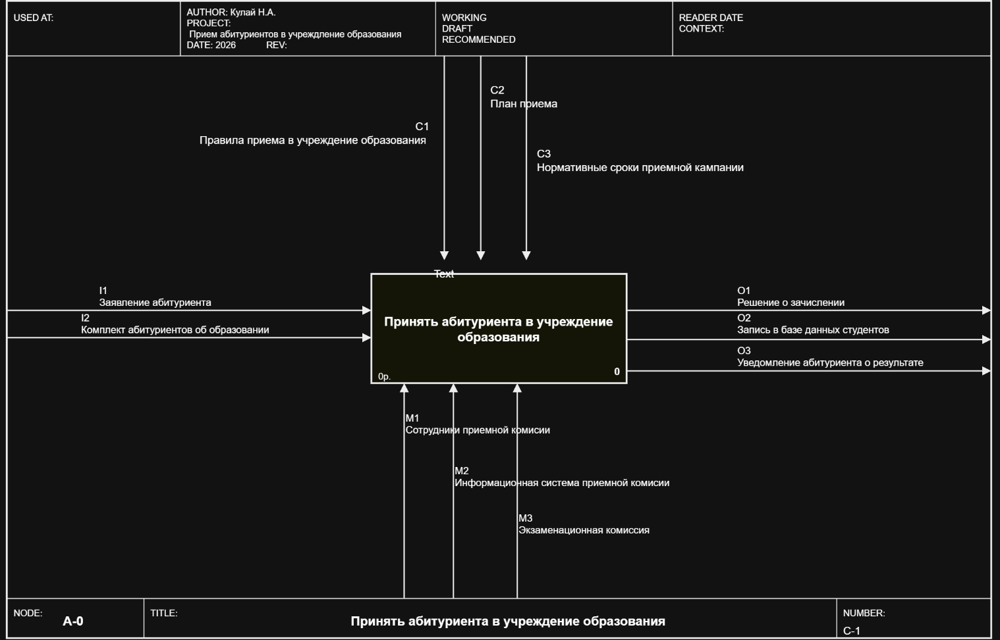 USED AT:
AUTHOR: Кулай Н.А.
PROJECT:
Прием абитуриентов в учреждление образования
DATE: 2026 REV:
WORKING
DRAFT
RECOMMENDED
READER DATE
CONTEXT:
C2
План приема
C1
Правила приема в учреждение образования
C3
Нормативные сроки приемной кампании
Text
I1
Заявление абитуриента
I2
Комплект абитуриентов об образовании
Принять абитуриента в учреждение
образования
0р.
0
O1
Решение о зачислении
O2
Запись в базе данных студентов
O3
Уведомление абитуриента о результате
M1
Сотрудники приемной комисии
M2
Информационная система приемной комисии
M3
Экзаменационная комиссия
NODE:
A-0
TITLE:
Принять абитуриента в учреждение образования
NUMBER:
C-1